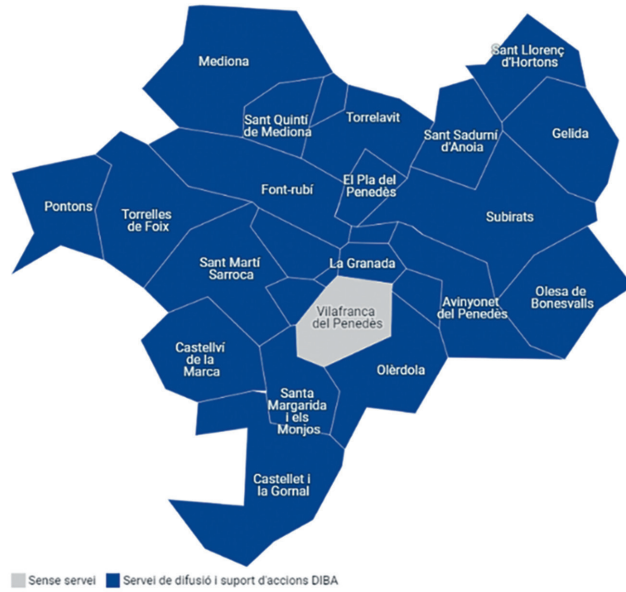 Sant Llorenç
d'Hortons
Mediona
Sant Quintí
de Mediona
Torrelavit
Sant Sadurní
d'Anoia
Gelida
El Pla del
Penedès
Font-rubí
Pontons
Torrelles
de Foix
Subirats
Sant Martí
Sarroca
La Granada
Olesa de
Bonesvalls
Avinyonet
del Penedès
Vilafranca
del Penedès
Castellví
de la
Marca
Olèrdola
Santa
Margarida
i els
Monjos
Castellet i
la Gornal
Sense servei
Servei de difusió i suport d'accions DIBA